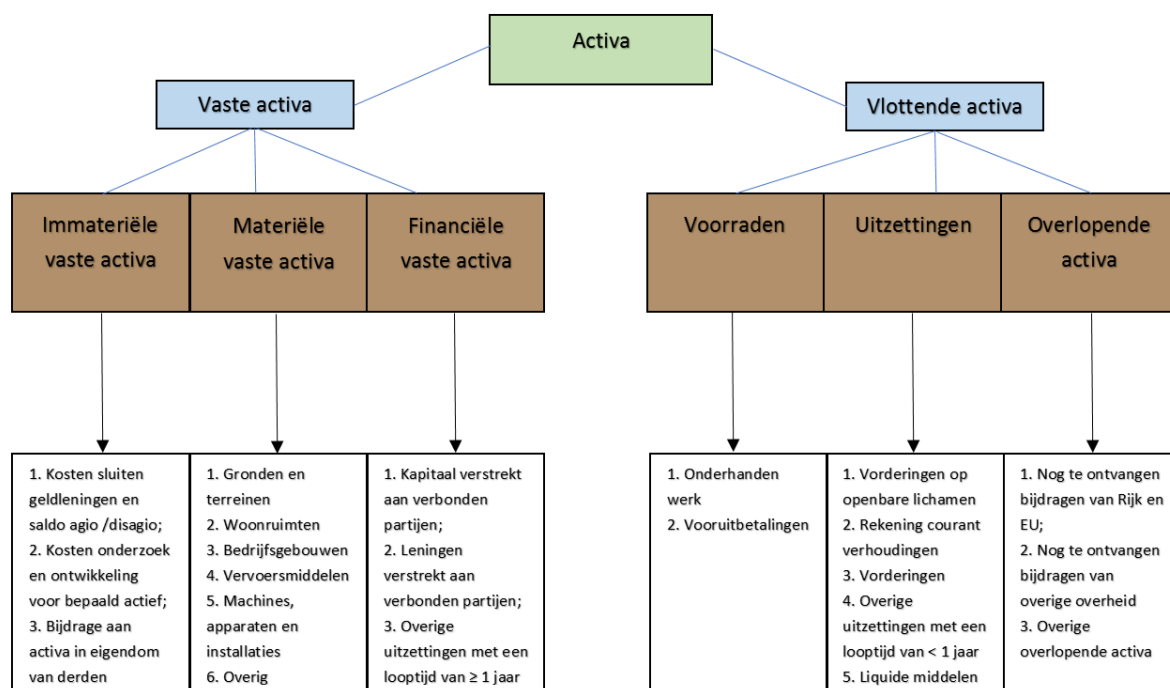 Activa
Vaste activa
Vlottende activa
Immateriële
vaste activa
Materiële
vaste activa
Financiële
vaste activa
Voorraden
Uitzettingen
Overlopende
activa
1. Kosten sluiten
geldleningen en
saldo agio /disagio;
2. Kosten onderzoek
en ontwikkeling
voor bepaald actief;
3. Bijdrage aan
activa in eigendom
van derden
1. Gronden en
terreinen
2. Woonruimten
3. Bedrijfsgebouwen
4. Vervoersmiddelen
5. Machines,
apparaten en
installaties
6. Overig
1. Kapitaal verstrekt
aan verbonden
partijen;
2. Leningen
verstrekt aan
verbonden partijen;
3. Overige
uitzettingen met een
looptijd van ≥ 1 jaar
1. Onderhanden
werk
2. Vooruitbetalingen
1. Vorderingen op
openbare lichamen
2. Rekening courant
verhoudingen
3. Vorderingen
4. Overige
uitzettingen met een
looptijd van < 1 jaar
5. Liquide middelen
1. Nog te ontvangen
bijdragen van Rijk en
EU;
2. Nog te ontvangen
bijdragen van
overige overheid
3. Overige
overlopende activa